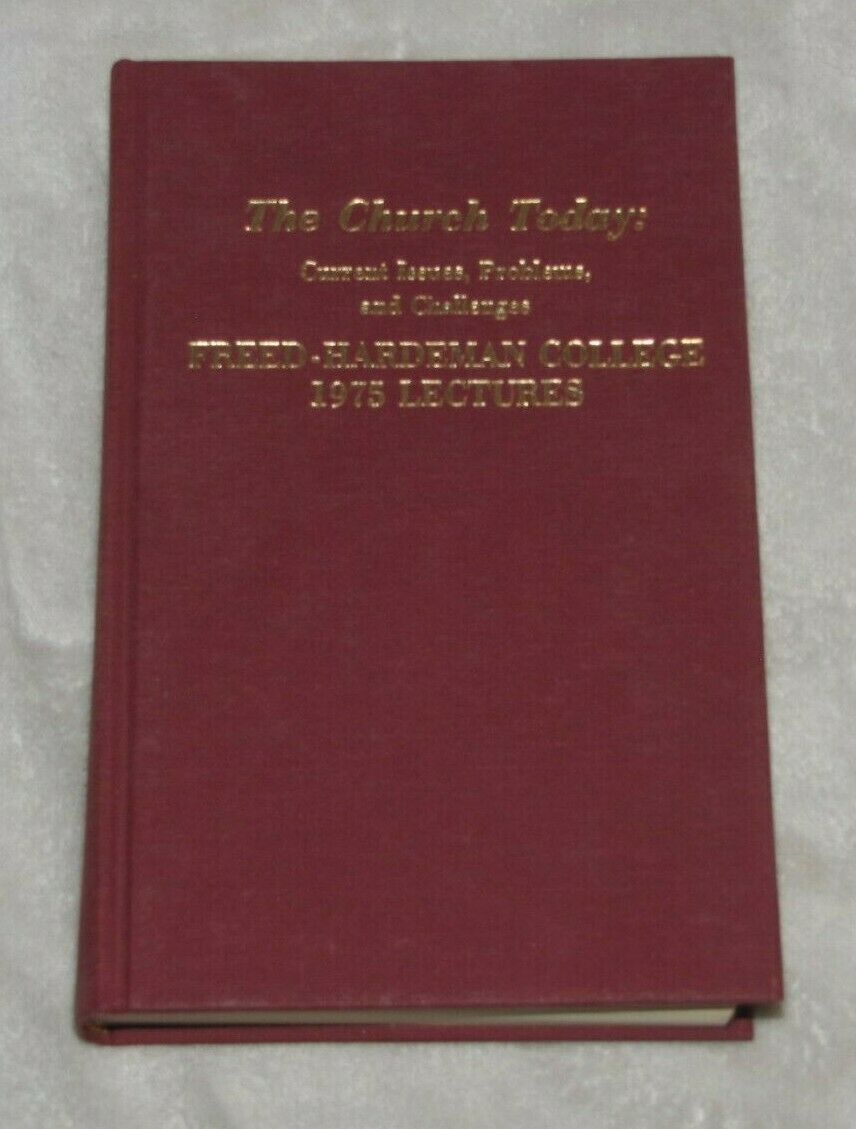 The Church Today:
Current Issues, Problems,
and Challenges
FREED-HARDEMAN COLLEGE
1975 LECTURES